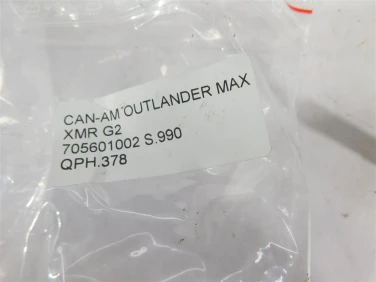 CAN-AM OUTLANDER MAX
XMR G2
705601002 S.990
QPH.378